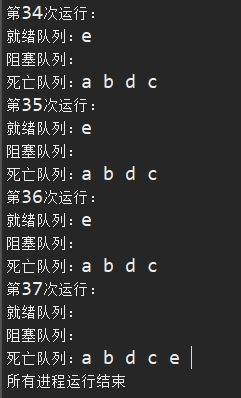 第34次运行:
就绪队列:e
阻塞队列:
死亡队列:a b d c
第35次运行:
就绪队列:e
阻塞队列:
死亡队列:a b d c
第36次运行:
就绪队列:e
阻塞队列:
死亡队列:a b d c
第37次运行:
就绪队列:
阻塞队列:
死亡队列:a b d c e
所有进程运行结束